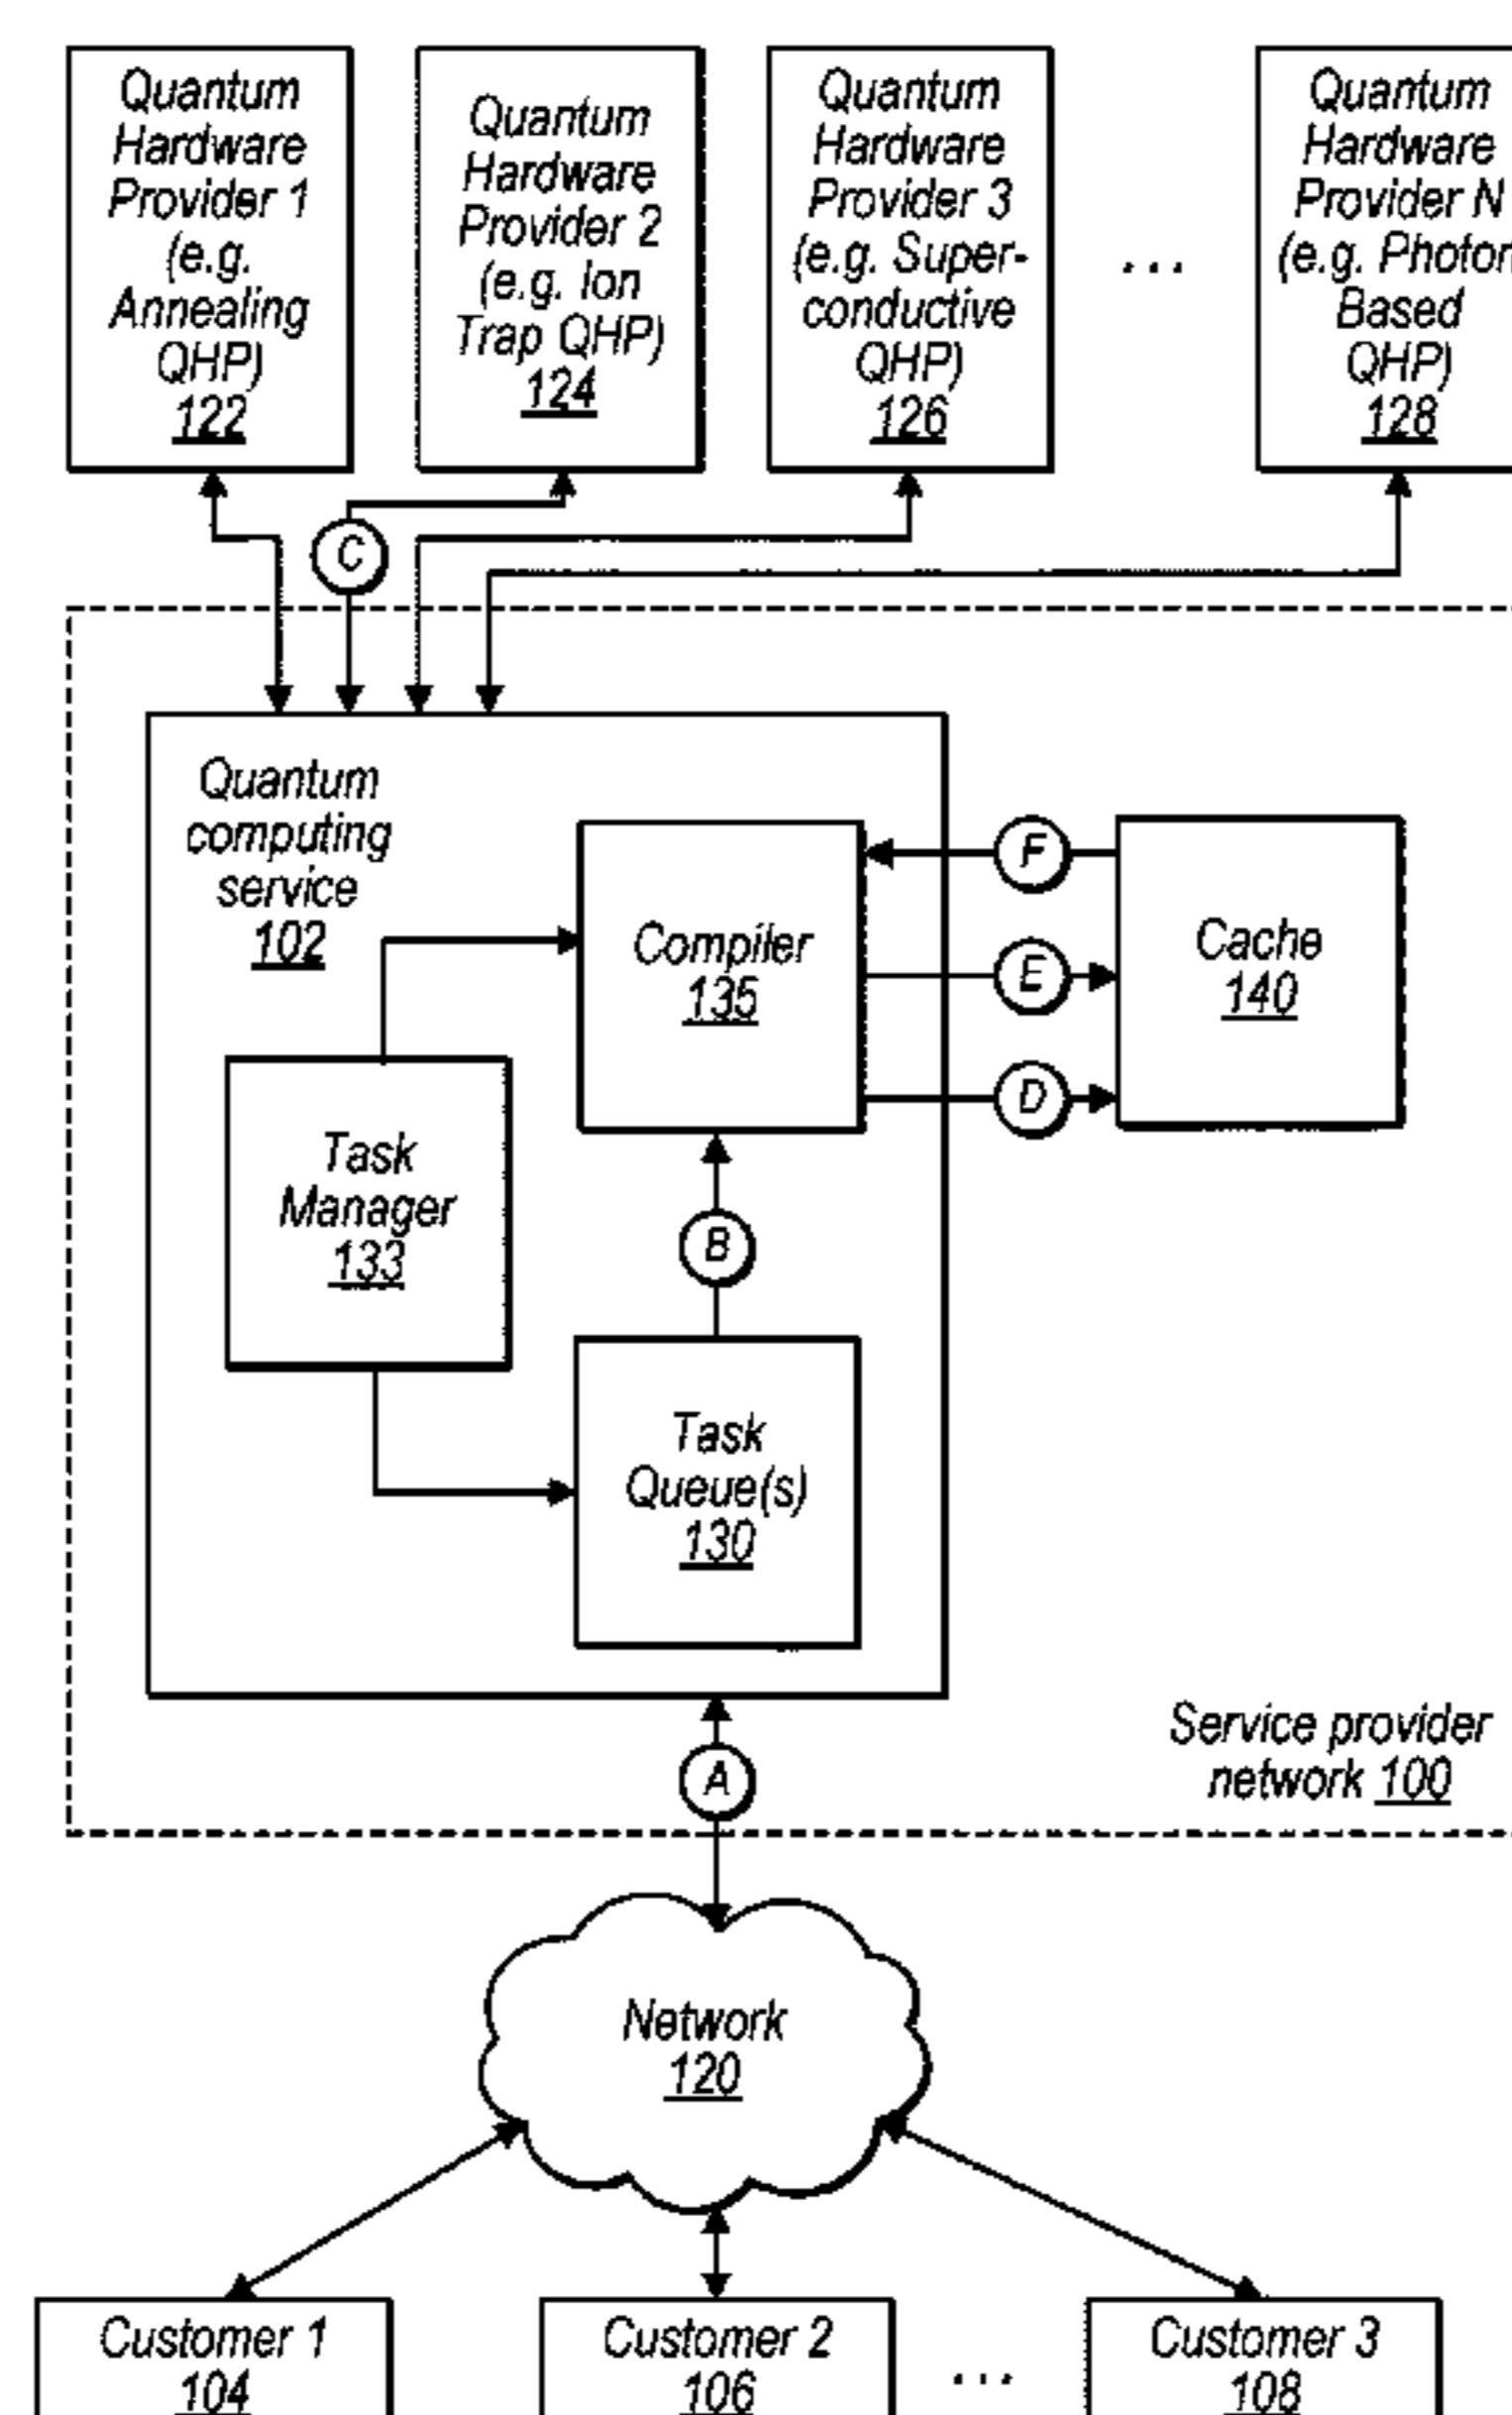 Quantum
Hardware
Provider 1
(e.g.
Annealing
QHP)
122
Quantum
Hardware
Provider 2
(e.g. Ion
Trap QHP)
124
Quantum
Hardware
Provider 3
(e.g. Super-
conductive
QHP)
126
...
Quantum
Hardware
Provider N
(e.g. Photon
Based
QHP)
128
C
Quantum
computing
service
102
Compiler
135
F
E
D
Cache
140
Task
Manager
133
B
Task
Queue(s)
130
A
Service provider
network 100
Network
120
Customer 1
104
Customer 2
106
...
Customer 3
108